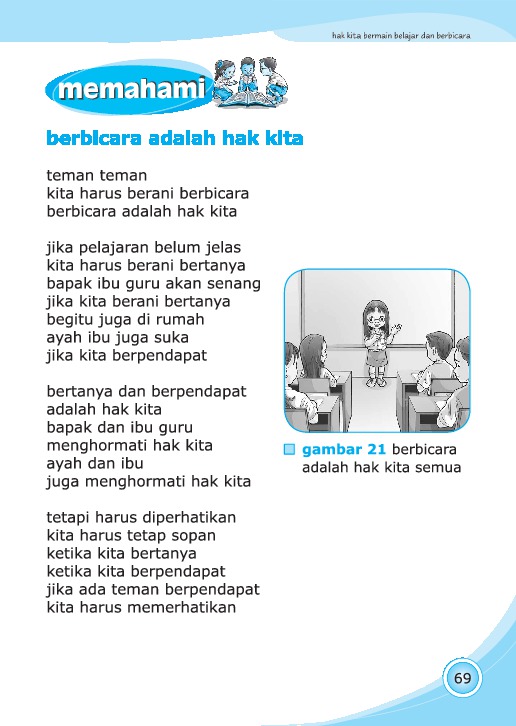 hak kita bermain belajar dan berbicara
memahami
berbicara adalah hak kita
teman teman
kita harus berani berbicara
berbicara adalah hak kita
jika pelajaran belum jelas
kita harus berani bertanya
bapak ibu guru akan senang
jika kita berani bertanya
begitu juga di rumah
ayah ibu juga suka
jika kita berpendapat
bertanya dan berpendapat
adalah hak kita
bapak dan ibu guru
menghormati hak kita
ayah dan ibu
juga menghormati hak kita
tetapi harus diperhatikan
kita harus tetap sopan
ketika kita bertanya
ketika kita berpendapat
jika ada teman berpendapat
kita harus memerhatikan
gambar 21 berbicara
adalah hak kita semua
69